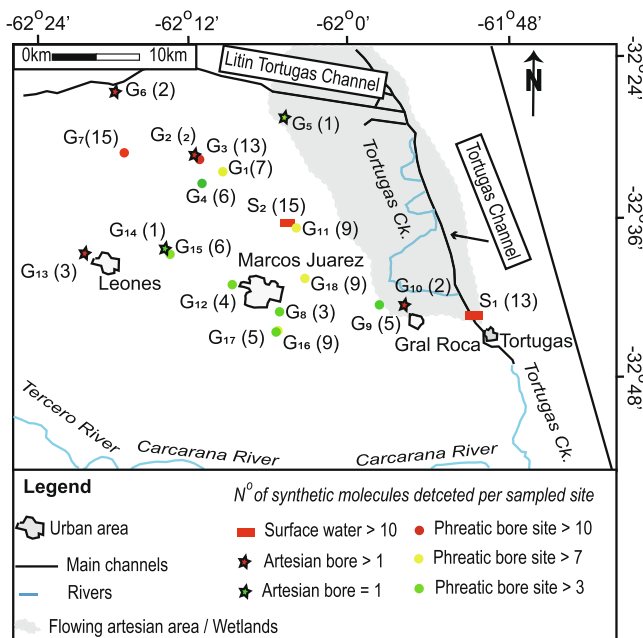 -62° 24' -62° 12' -62° 0' -61° 48'
0km 10km
Litin Tortugas Channel
N
-32° 24'
G₆ (2)
G₅ (1)
G₇(15)
G₂ (₂)
G₃ (13)
G₁(7)
G₄ (6)
Tortugas Ck.
Tortugas Channel
S₂ (15)
G₁₁ (9)
-32° 36'
G₁₄ (1)
G₁₅ (6)
G₁₃ (3)
Leones
Marcos Juarez
G₁₂ (4)
G₁₈ (9)
G₁₀ (2)
S₁ (13)
G₈ (3)
G₉ (5)
G₁₇ (5)
G₁₆ (9)
Gral Roca
Tortugas
-32° 48'
Tortugas Ck.
Tercero River
Carcarana River
Carcarana River
Legend
Nº of synthetic molecules detceted per sampled site
Urban area
Main channels
Rivers
Flowing artesian area / Wetlands
Surface water > 10
Artesian bore > 1
Artesian bore = 1
Phreatic bore site > 10
Phreatic bore site > 7
Phreatic bore site > 3